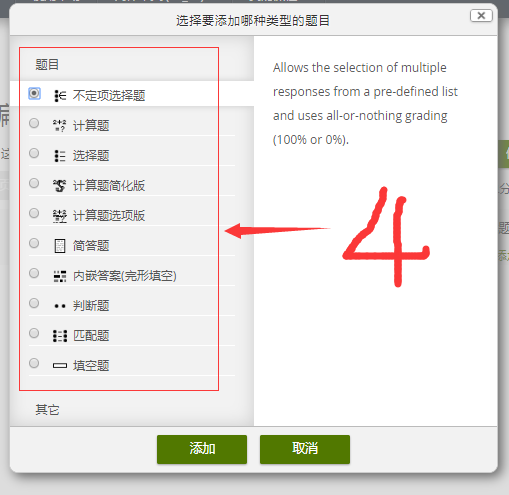 选择要添加哪种类型的题目
题目
不定项选择题
计算题
选择题
计算题简化版
计算题选项版
简答题
内嵌答案(完形填空)
判断题
匹配题
填空题
其它
Allows the selection of multiple
responses from a pre-defined list
and uses all-or-nothing grading
(100% or 0%).
4
添加
取消